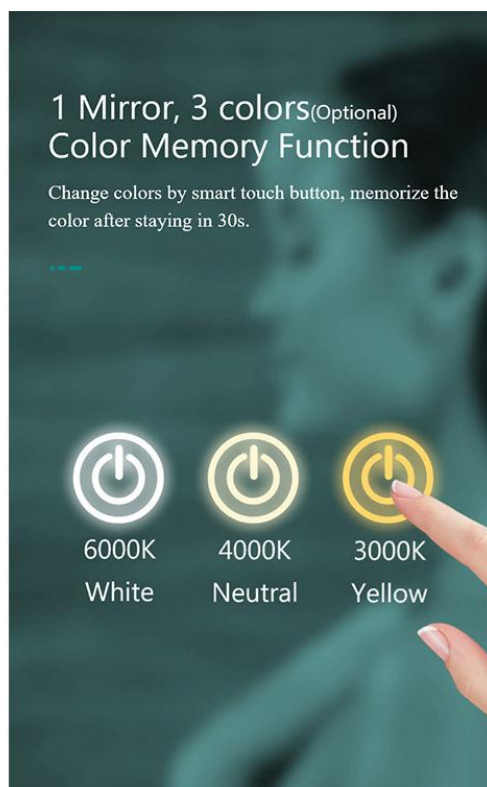 1 Mirror, 3 colors(Optional)
Color Memory Function
Change colors by smart touch button, memorize the
color after staying in 30s.
6000K 4000K 3000K
White Neutral Yellow